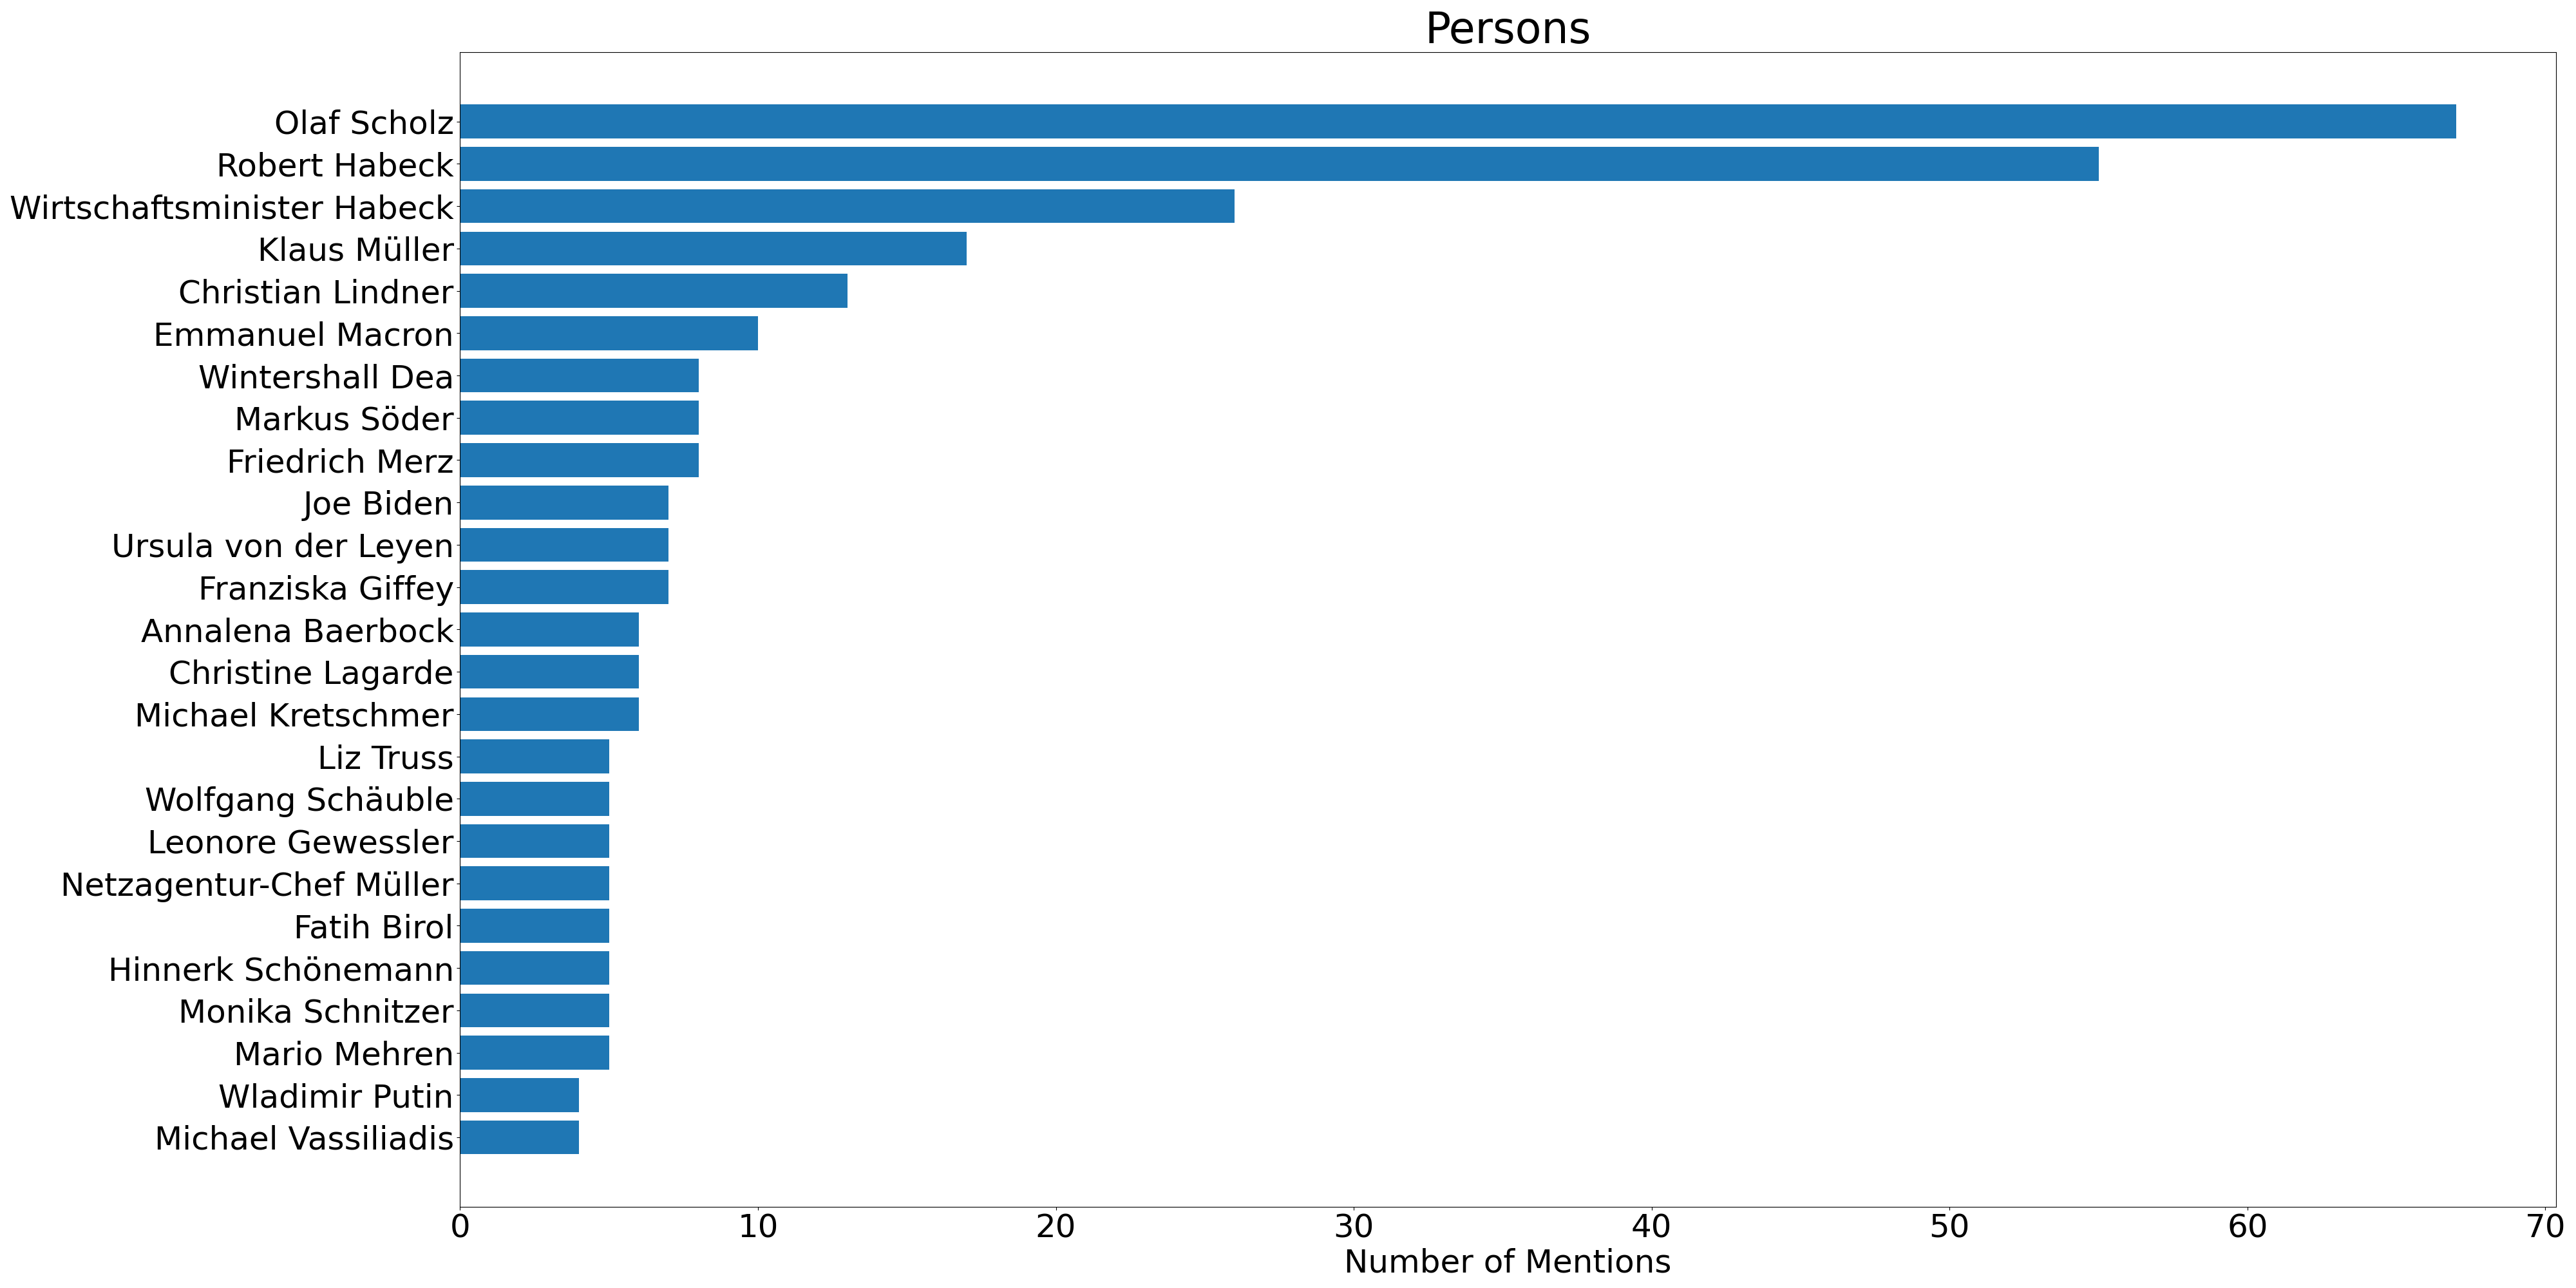 Persons
Olaf Scholz
Robert Habeck
Wirtschaftsminister Habeck
Klaus Müller
Christian Lindner
Emmanuel Macron
Wintershall Dea
Markus Söder
Friedrich Merz
Joe Biden
Ursula von der Leyen
Franziska Giffey
Annalena Baerbock
Christine Lagarde
Michael Kretschmer
Liz Truss
Wolfgang Schäuble
Leonore Gewessler
Netzagentur-Chef Müller
Fatih Birol
Hinnerk Schönemann
Monika Schnitzer
Mario Mehren
Wladimir Putin
Michael Vassiliadis
0 10 20 30 40 50 60 70
Number of Mentions